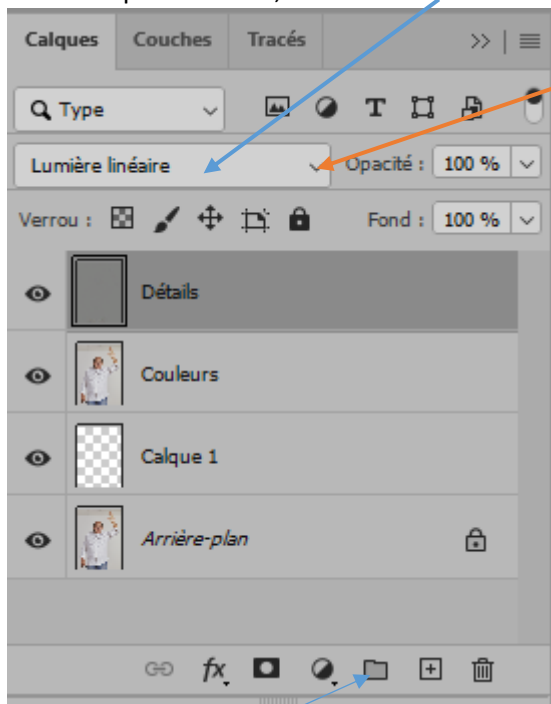 Calques Couches Tracés
Type
Lumière linéaire Opacité : 100 %
Verrou : Fond : 100 %
Détails
Couleurs
Calque 1
Arrière-plan
fx